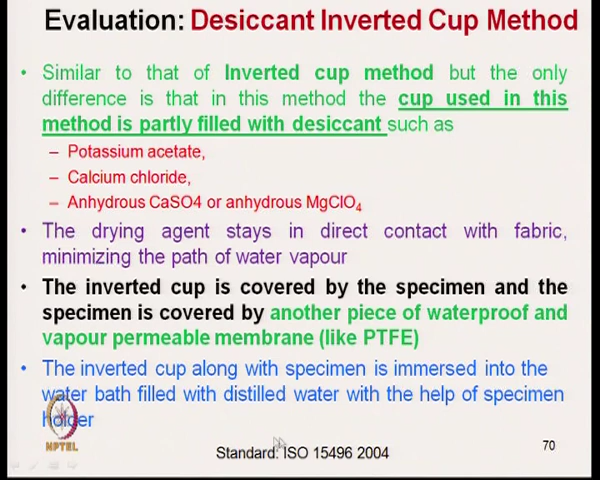 Evaluation: Desiccant Inverted Cup Method
• Similar to that of Inverted cup method but the only
difference is that in this method the cup used in this
method is partly filled with desiccant such as
– Potassium acetate,
– Calcium chloride,
– Anhydrous CaSO4 or anhydrous MgClO4
• The drying agent stays in direct contact with fabric,
minimizing the path of water vapour
• The inverted cup is covered by the specimen and the
specimen is covered by another piece of waterproof and
vapour permeable membrane (like PTFE)
• The inverted cup along with specimen is immersed into the
water bath filled with distilled water with the help of specimen
holder
NPTEL
Standard: ISO 15496 2004
70